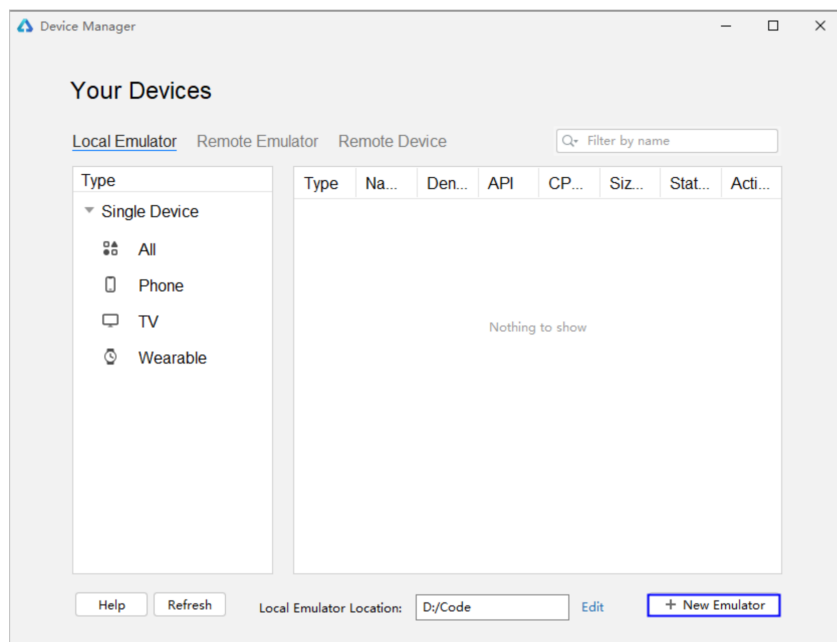 Device Manager
Your Devices
Local Emulator Remote Emulator Remote Device Filter by name
Type
Single Device
All
Phone
TV
Wearable
Type Na... Den... API CP... Siz... Stat... Acti...
Nothing to show
Help Refresh Local Emulator Location: D:/Code Edit + New Emulator